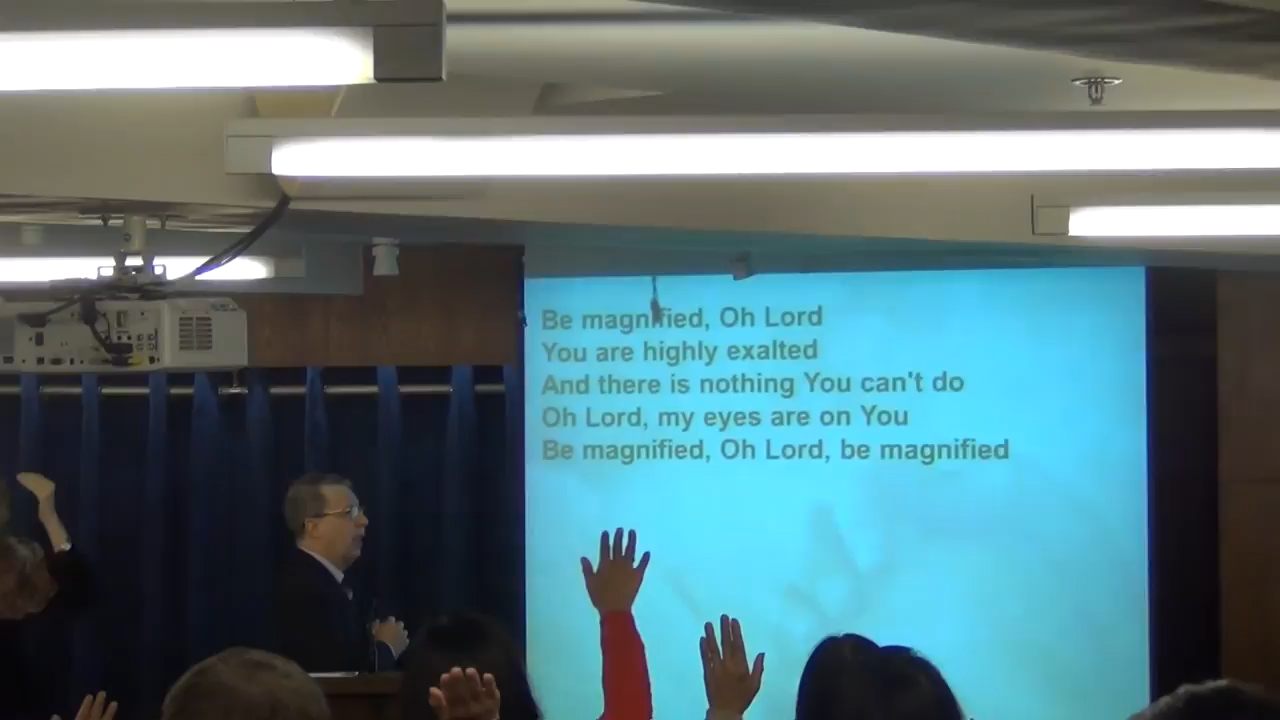 Be magnified, Oh Lord
You are highly exalted
And there is nothing You can't do
Oh Lord, my eyes are on You
Be magnified, Oh Lord, be magnified